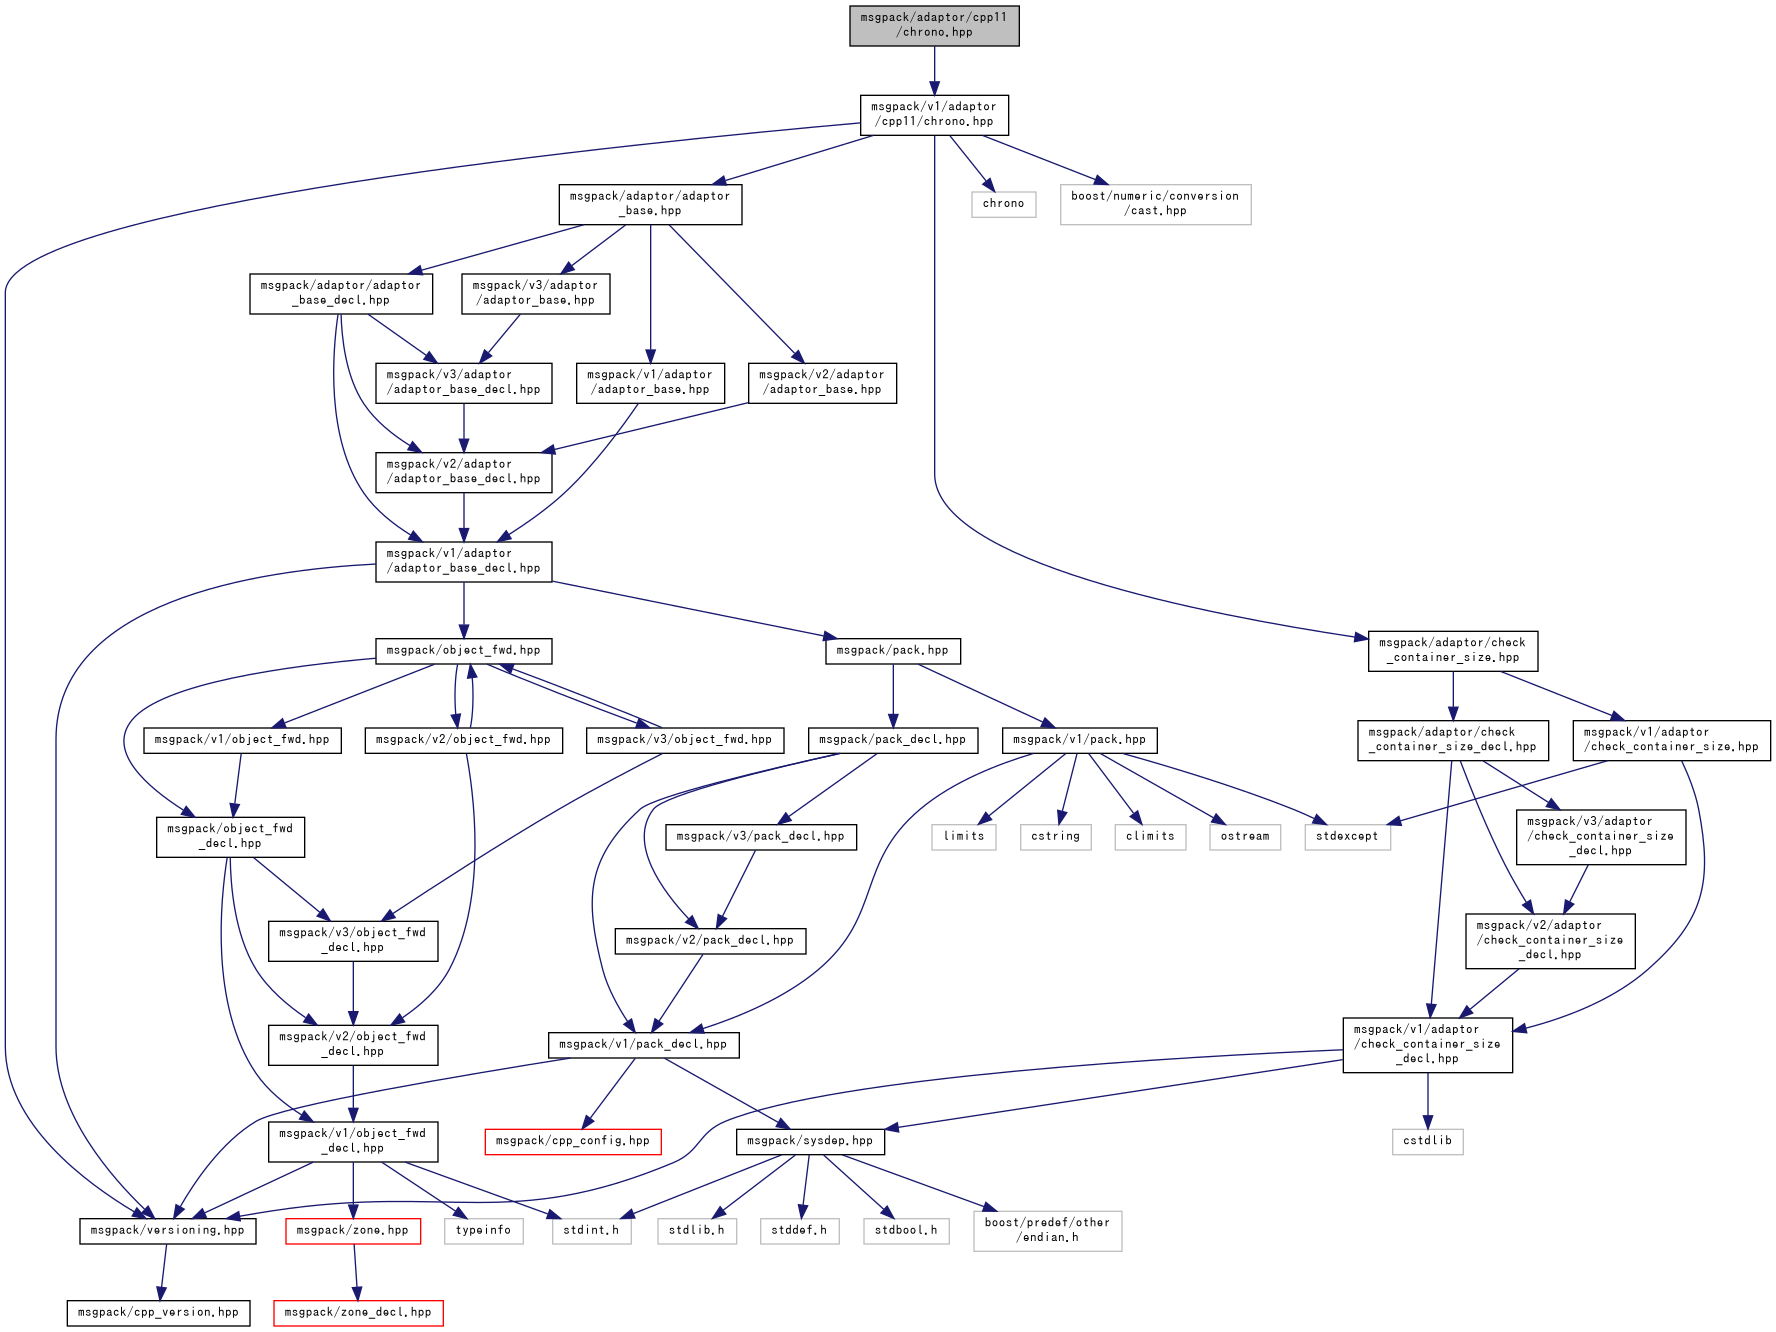 msgpack/adaptor/cpp11
/chrono.hpp
msgpack/v1/adaptor
/cpp11/chrono.hpp
msgpack/adaptor/adaptor
_base.hpp
chrono
boost/numeric/conversion
/cast.hpp
msgpack/adaptor/adaptor
_base_decl.hpp
msgpack/v3/adaptor
/adaptor_base.hpp
msgpack/v3/adaptor
/adaptor_base_decl.hpp
msgpack/v1/adaptor
/adaptor_base.hpp
msgpack/v2/adaptor
/adaptor_base.hpp
msgpack/v2/adaptor
/adaptor_base_decl.hpp
msgpack/v1/adaptor
/adaptor_base_decl.hpp
msgpack/object_fwd.hpp
msgpack/pack.hpp
msgpack/adaptor/check
_container_size.hpp
msgpack/v1/object_fwd.hpp
msgpack/v2/object_fwd.hpp
msgpack/v3/object_fwd.hpp
msgpack/pack_decl.hpp
msgpack/v1/pack.hpp
msgpack/adaptor/check
_container_size_decl.hpp
msgpack/v1/adaptor
/check_container_size.hpp
msgpack/object_fwd
_decl.hpp
msgpack/v3/pack_decl.hpp
limits
cstring
climits
ostream
stdexcept
msgpack/v3/adaptor
/check_container_size
_decl.hpp
msgpack/v3/object_fwd
_decl.hpp
msgpack/v2/pack_decl.hpp
msgpack/v2/adaptor
/check_container_size
_decl.hpp
msgpack/v2/object_fwd
_decl.hpp
msgpack/v1/pack_decl.hpp
msgpack/v1/adaptor
/check_container_size
_decl.hpp
msgpack/v1/object_fwd
_decl.hpp
msgpack/cpp_config.hpp
msgpack/sysdep.hpp
cstdlib
msgpack/versioning.hpp
msgpack/zone.hpp
typeinfo
stdint.h
stdlib.h
stddef.h
stdbool.h
boost/predef/other
/endian.h
msgpack/cpp_version.hpp
msgpack/zone_decl.hpp